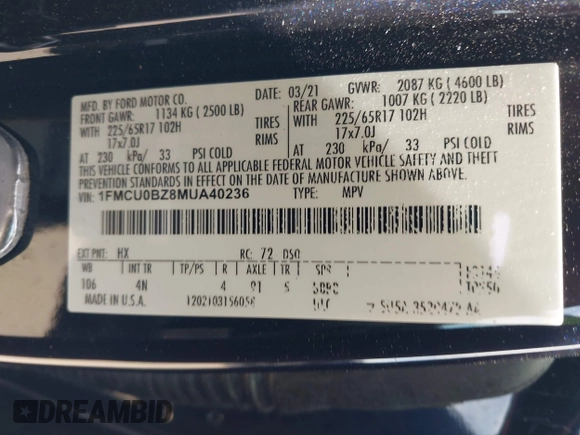 MFD. BY FORD MOTOR CO. DATE: 03/21 GVWR: 2087 KG ( 4600 LB)
FRONT GAWR: 1134 KG ( 2500 LB) REAR GAWR: 1007 KG ( 2220 LB)
WITH 225/65R17 102H TIRES WITH 225/65R17 102H TIRES
17x7.0J RIMS 17x7.0J RIMS
AT 230 kPa/ 33 PSI COLD AT 230 kPa/ 33 PSI COLD
THIS VEHICLE CONFORMS TO ALL APPLICABLE FEDERAL MOTOR VEHICLE SAFETY AND THEFT
PREVENTION STANDARDS IN EFFECT ON THE DATE OF MANUFACTURE SHOWN ABOVE.
VIN: 1FMCU0BZ8MUA40236 TYPE: MPV
EXT PNT: HX RC: 72 DSO:
WB INT TR TP/PS R AXLE TR SPR
106 4N 4 91 5
MADE IN U.S.A. 1202103156056
DREAMBID